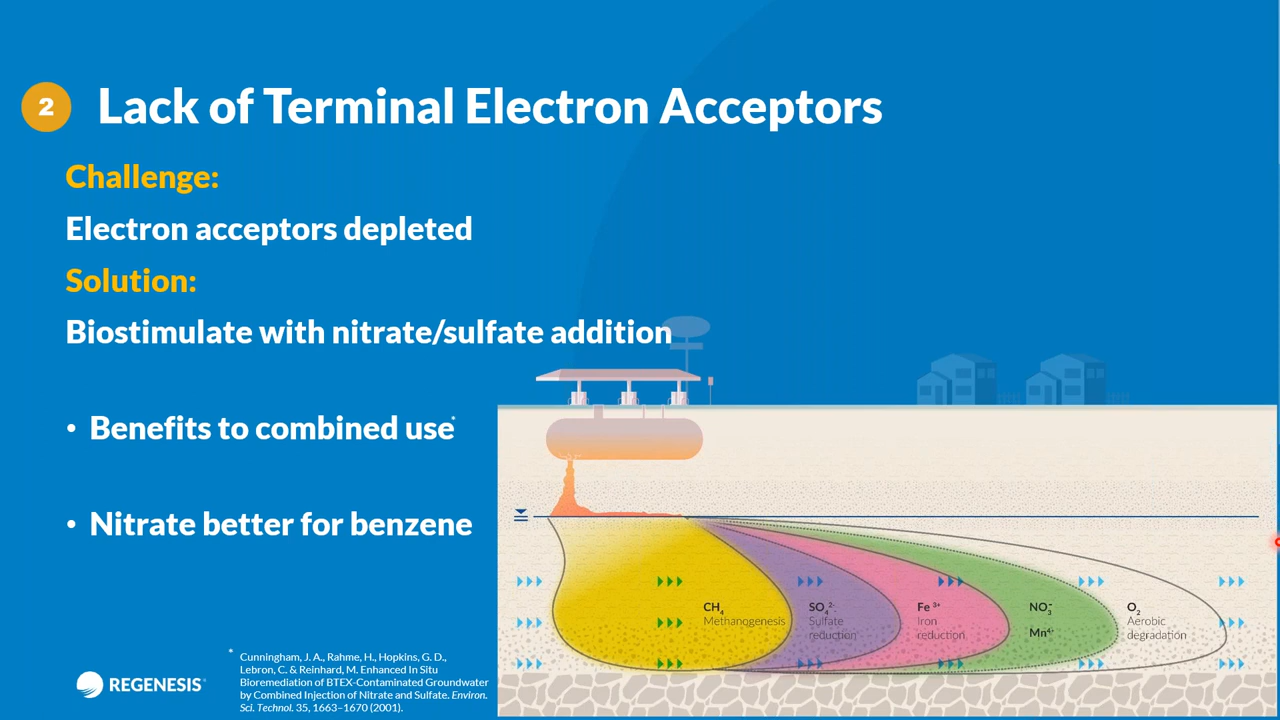 2
Lack of Terminal Electron Acceptors
Challenge:
Electron acceptors depleted
Solution:
Biostimulate with nitrate/sulfate addition
• Benefits to combined use*
• Nitrate better for benzene
CH₄
Methanogenesis
SO₄²⁻
Sulfate
reduction
Fe ³⁺
Iron
reduction
NO₃⁻
Mn⁴⁺
O₂
Aerobic
degradation
REGENESIS®
* Cunningham, J. A., Rahme, H., Hopkins, G. D.,
Lebron, C. & Reinhard, M. Enhanced In Situ
Bioremediation of BTEX-Contaminated Groundwater
by Combined Injection of Nitrate and Sulfate. Environ.
Sci. Technol. 35, 1663–1670 (2001).